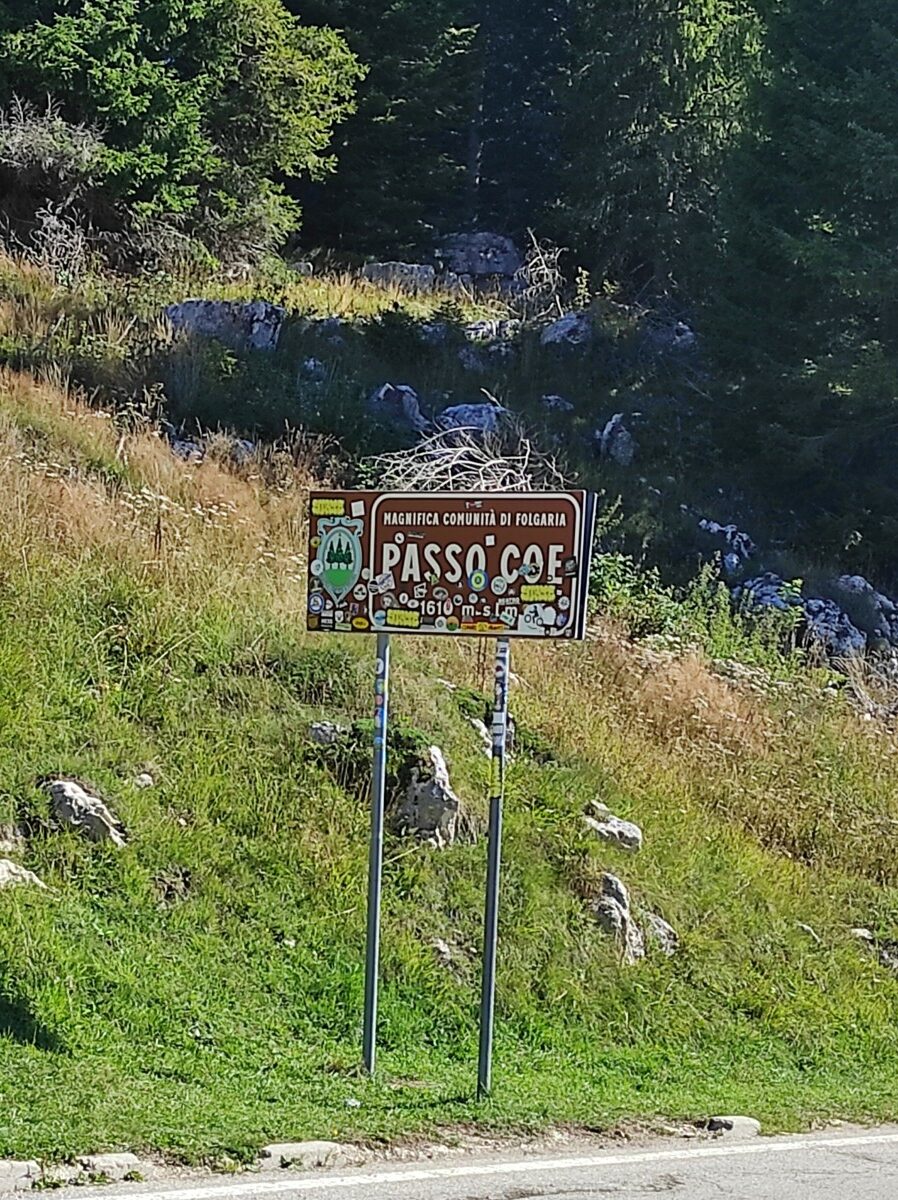 MAGNIFICA COMUNITÀ DI FOLGARIA
PASSO COE
1610 m.s.l.m